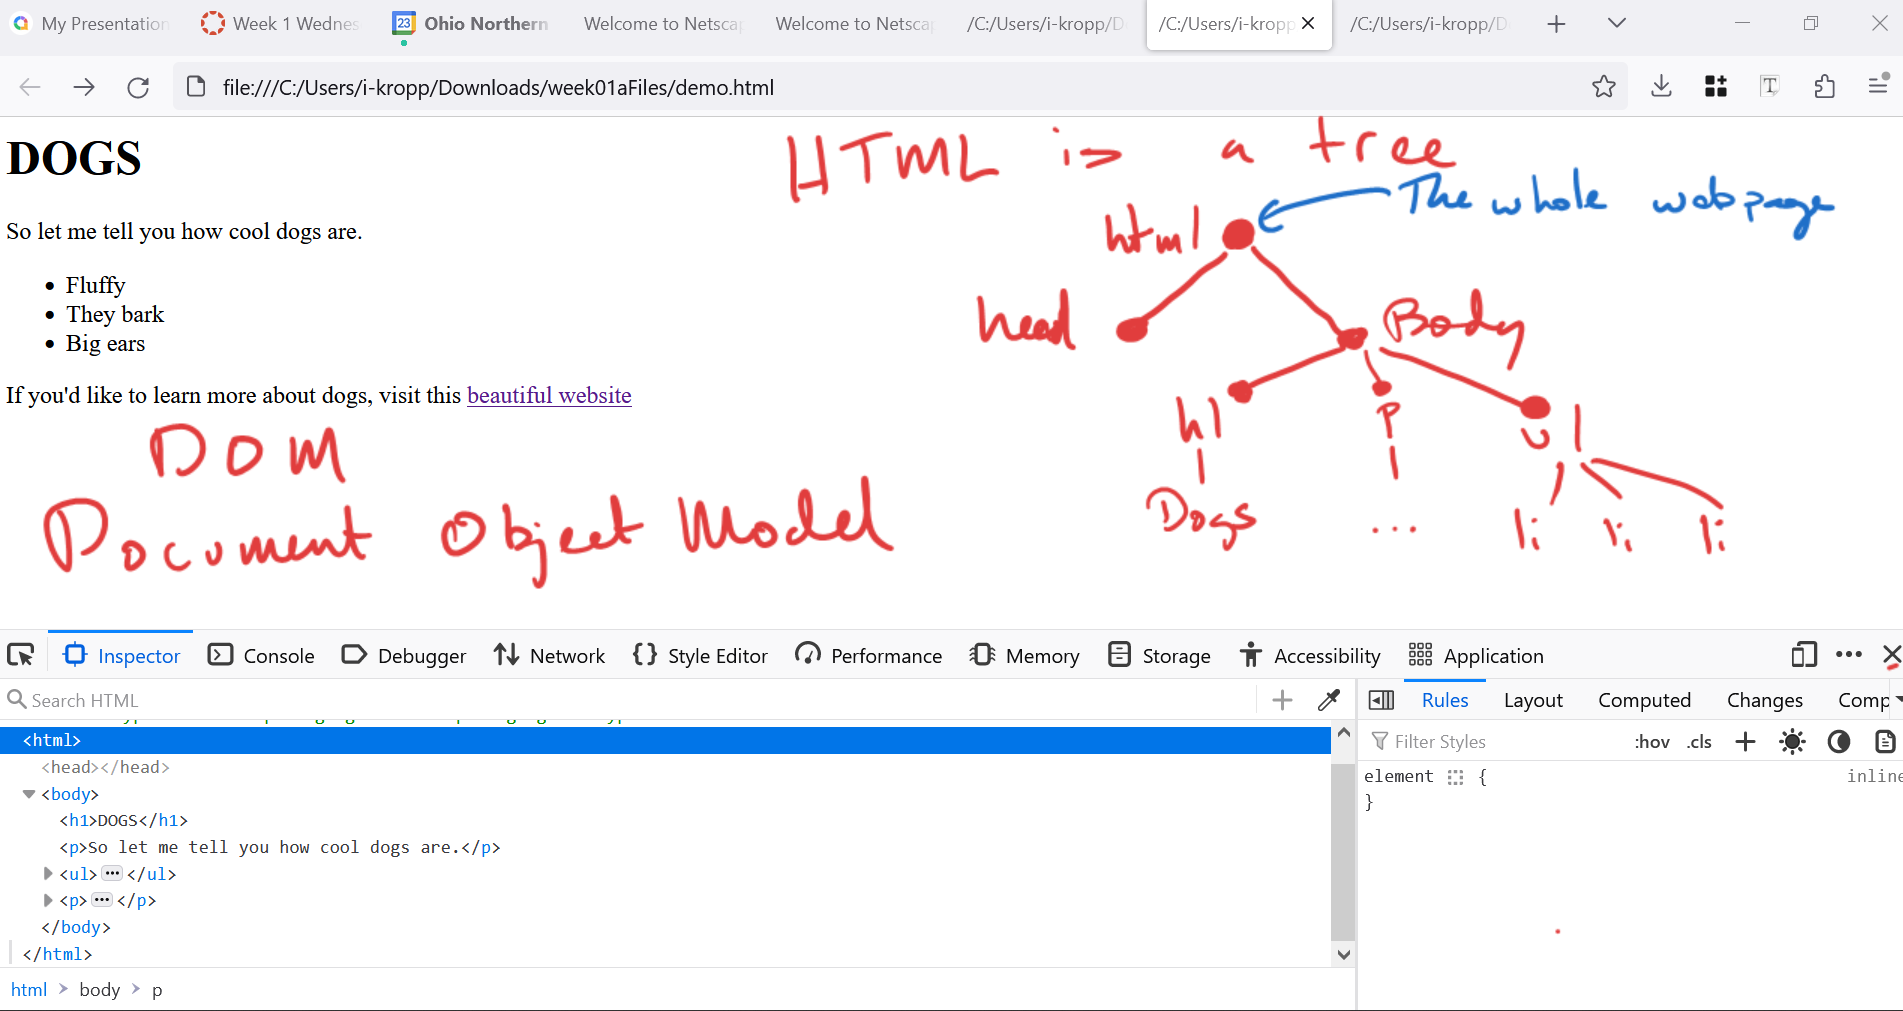 My Presentation
Week 1 Wednes
23 Ohio Northern
Welcome to Netsca
Welcome to Netsca
/C:/Users/i-kropp/D
/C:/Users/i-kropp
/C:/Users/i-kropp/D
file:///C:/Users/i-kropp/Downloads/week01aFiles/demo.html
DOGS
So let me tell you how cool dogs are.
• Fluffy
• They bark
• Big ears
If you'd like to learn more about dogs, visit this beautiful website
DOM
Document Object Model
HTML is a tree
The whole webpage
html
head
Body
h1 p ul
Dogs ... li li li
Inspector Console Debugger Network Style Editor Performance Memory Storage Accessibility Application
Search HTML
<html>
<head></head>
<body>
<h1>DOGS</h1>
<p>So let me tell you how cool dogs are.</p>
<ul>...</ul>
<p>...</p>
</body>
</html>
html > body > p
Rules Layout Computed Changes Comp
Filter Styles :hov .cls
element { inline
}